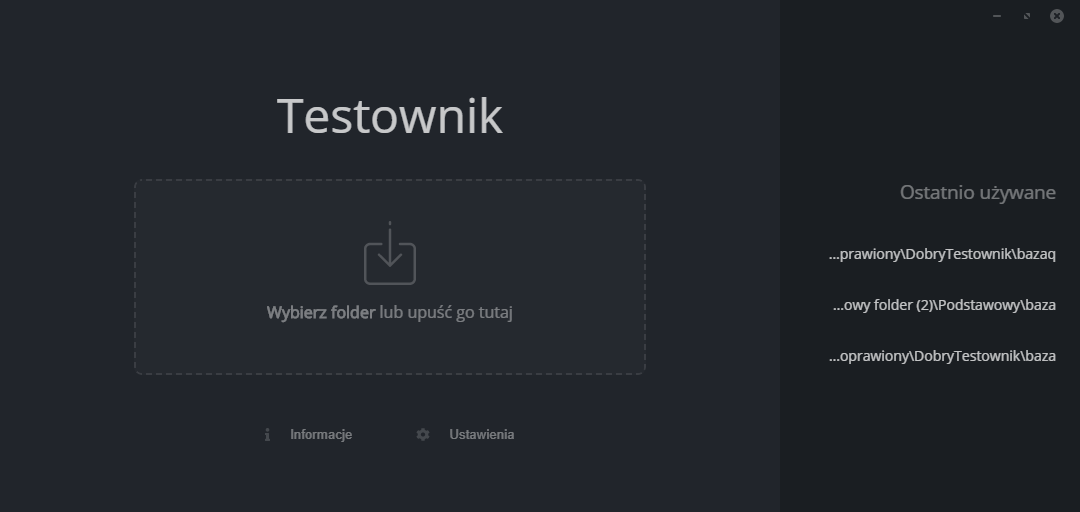 Testownik
Wybierz folder lub upuść go tutaj
Informacje
Ustawienia
Ostatnio używane
...prawiony\DobryTestownik\bazaq
...owy folder (2)\Podstawowy\baza
...oprawiony\DobryTestownik\baza